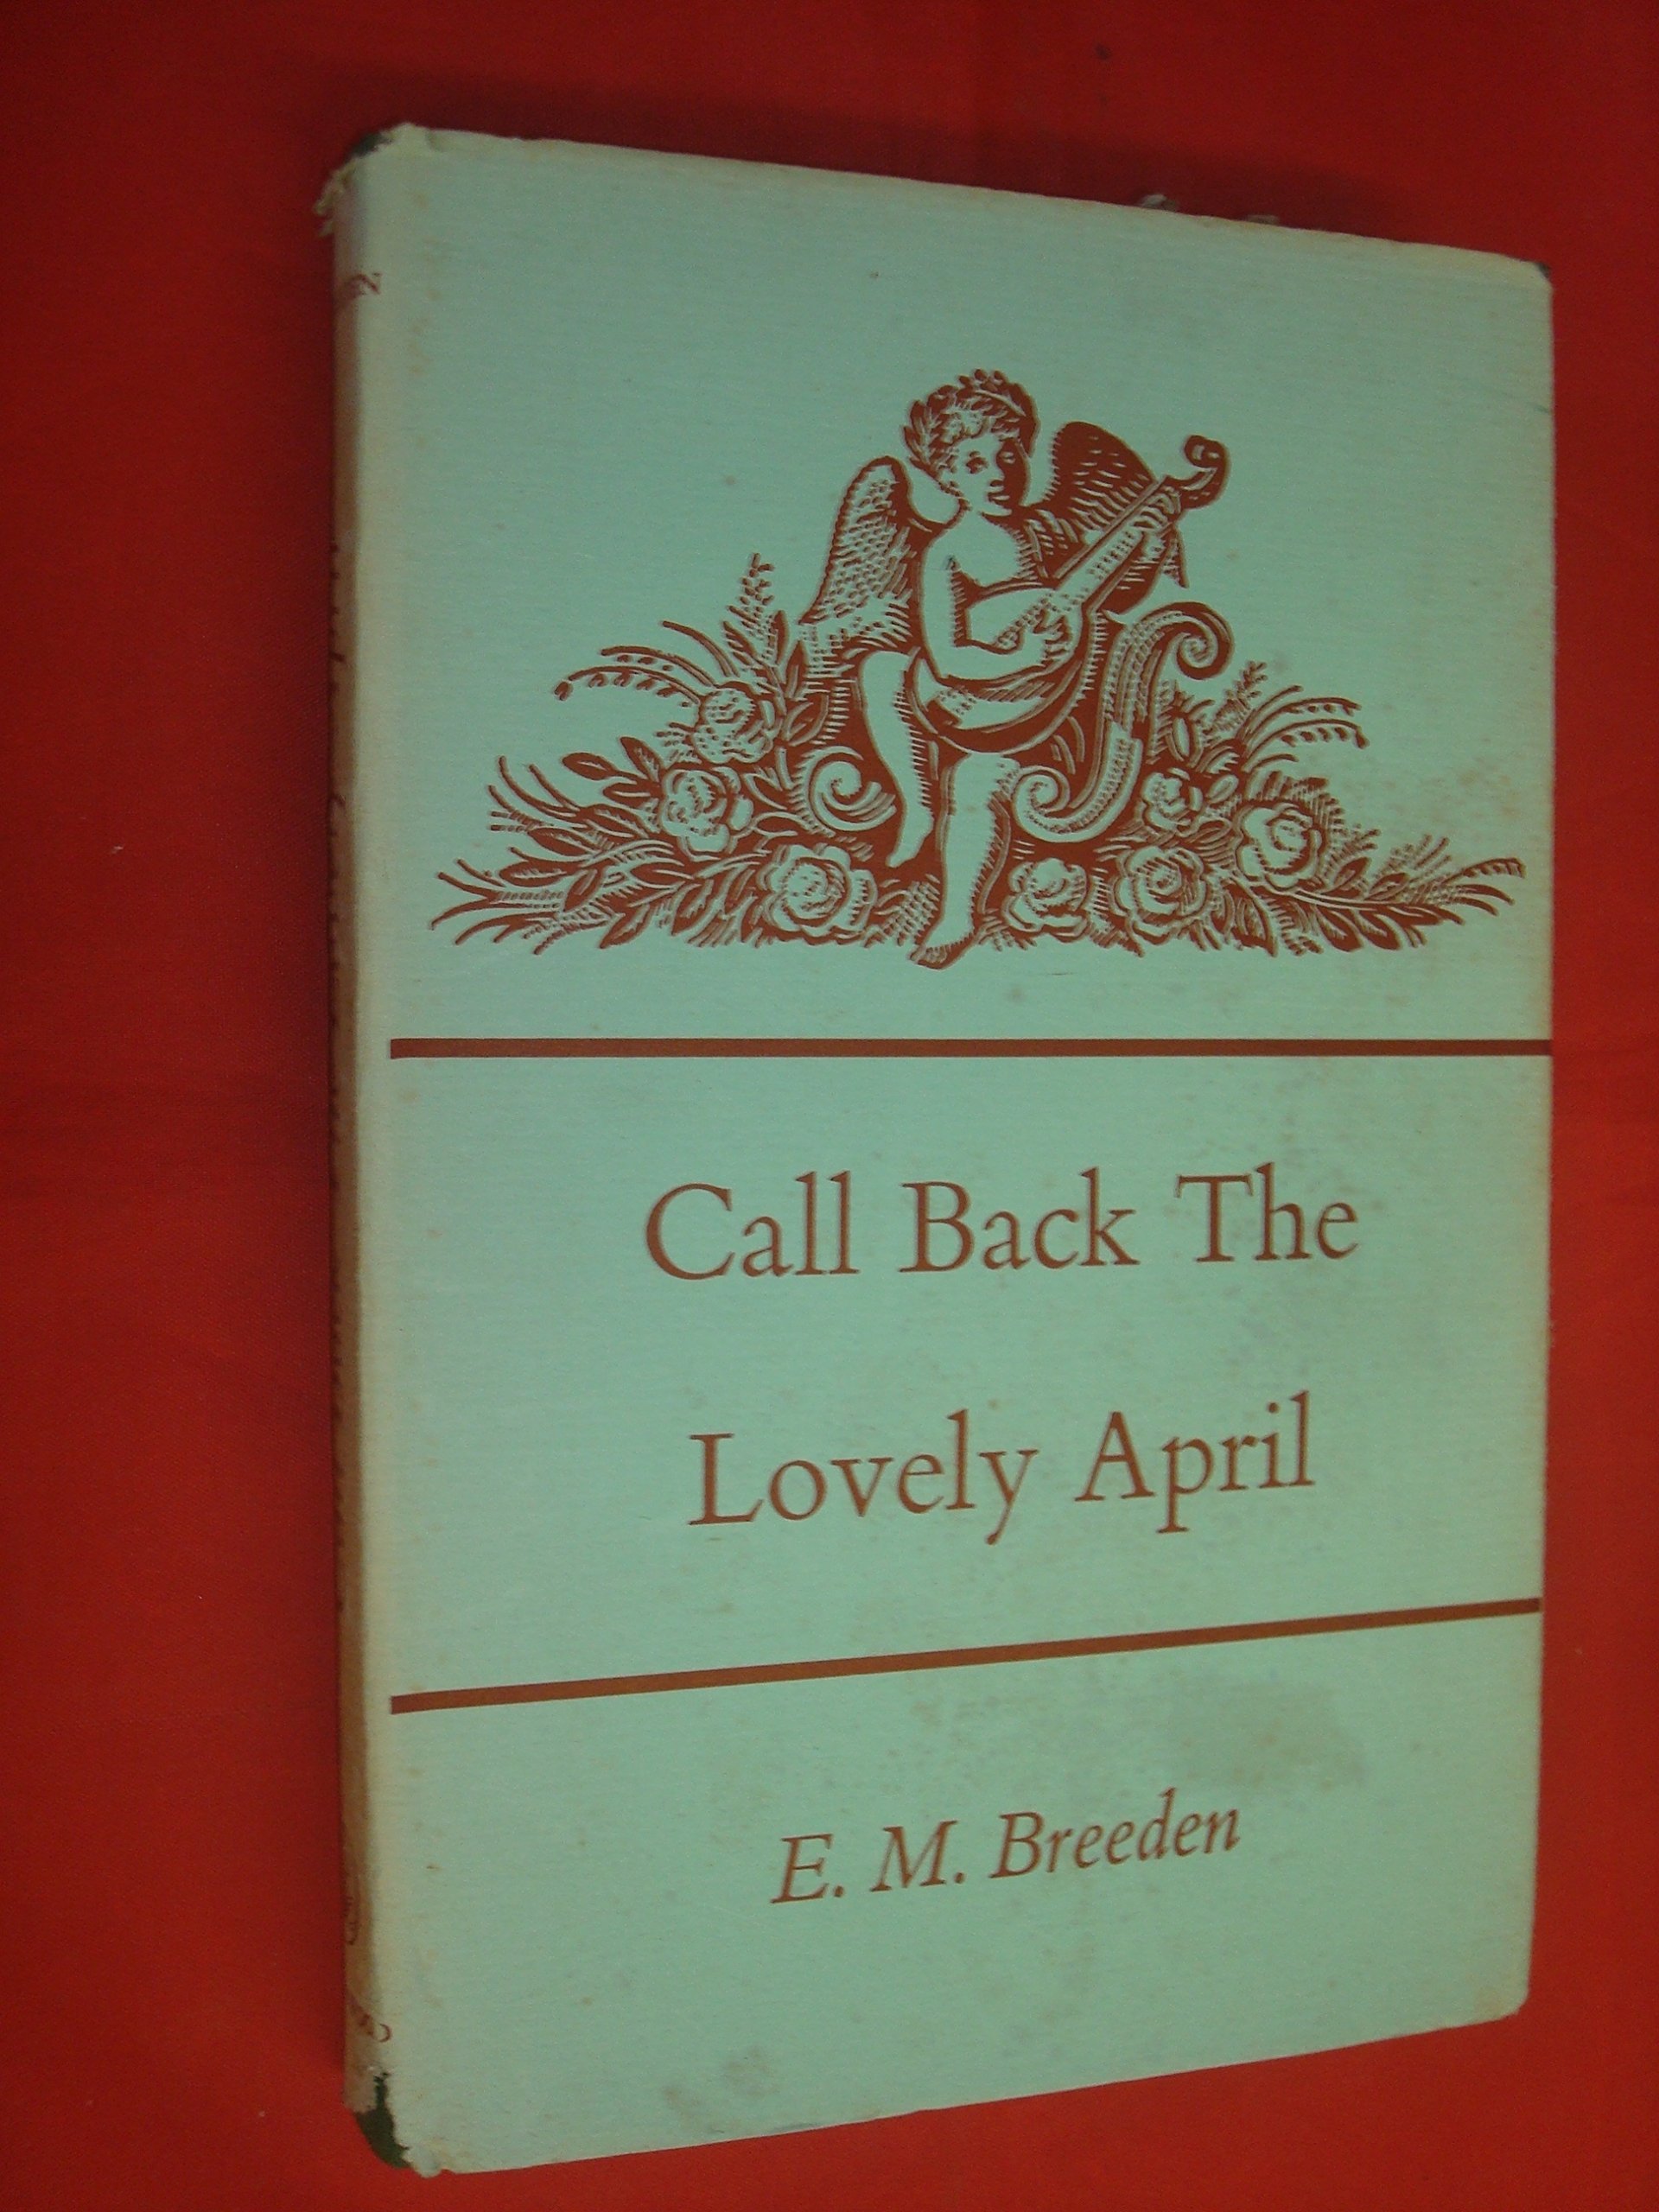 Call Back The
Lovely April
E. M. Breeden